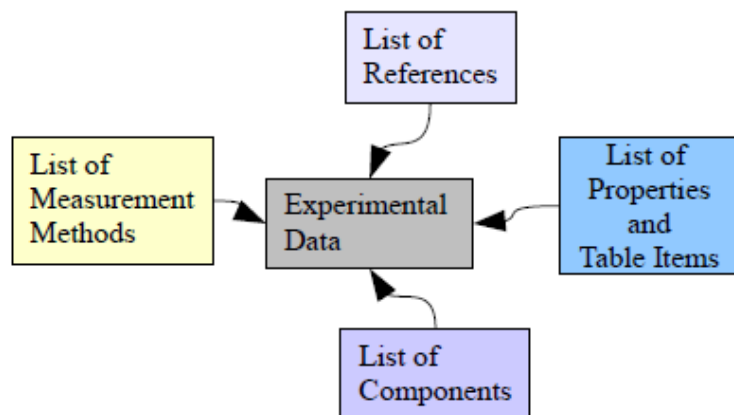 List of
References
List of
Measurement
Methods
Experimental
Data
List of
Properties
and
Table Items
List of
Components